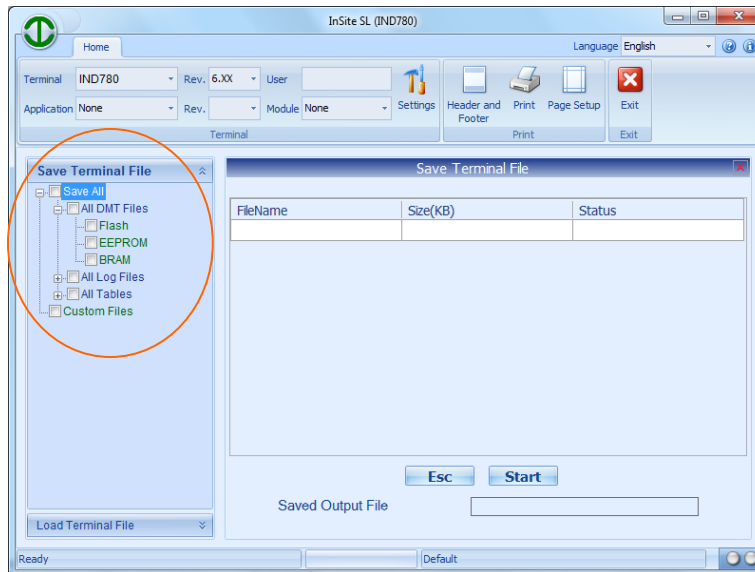 InSite SL (IND780)
Home
Language English
Terminal IND780 Rev. 6.XX User
Application None Rev. Module None
Settings
Header and Footer
Print
Page Setup
Exit
Terminal
Print
Exit
Save Terminal File
Save All
All DMT Files
Flash
EEPROM
BRAM
All Log Files
All Tables
Custom Files
Load Terminal File
Save Terminal File
FileName Size(KB) Status
Esc Start
Saved Output File
Ready Default